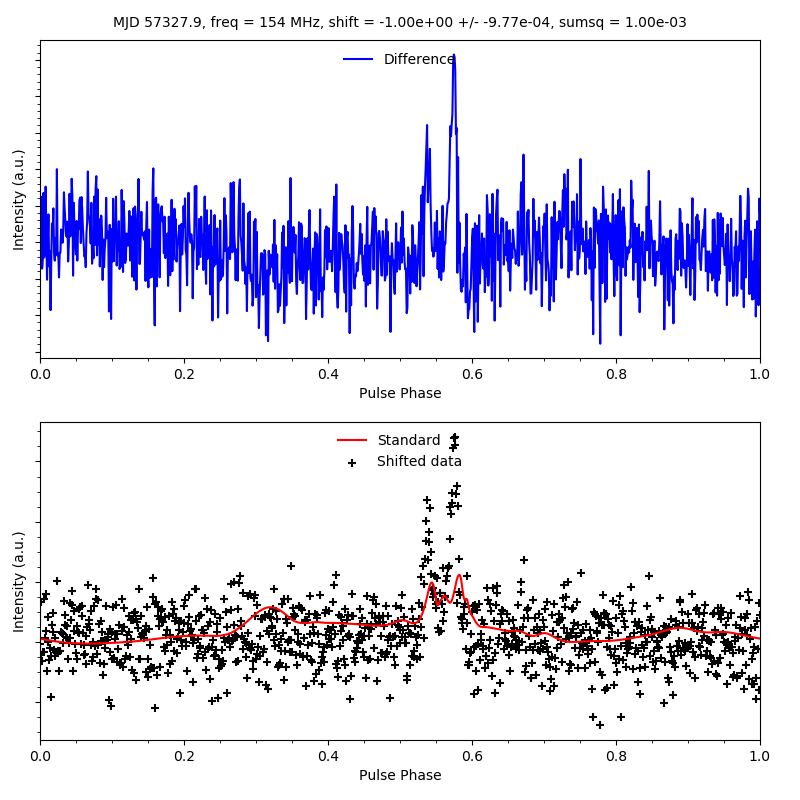 MJD 57327.9, freq = 154 MHz, shift = -1.00e+00 +/- -9.77e-04, sumsq = 1.00e-03
Difference
Intensity (a.u.)
0.0 0.2 0.4 0.6 0.8 1.0
Pulse Phase
Standard
Shifted data
Intensity (a.u.)
0.0 0.2 0.4 0.6 0.8 1.0
Pulse Phase